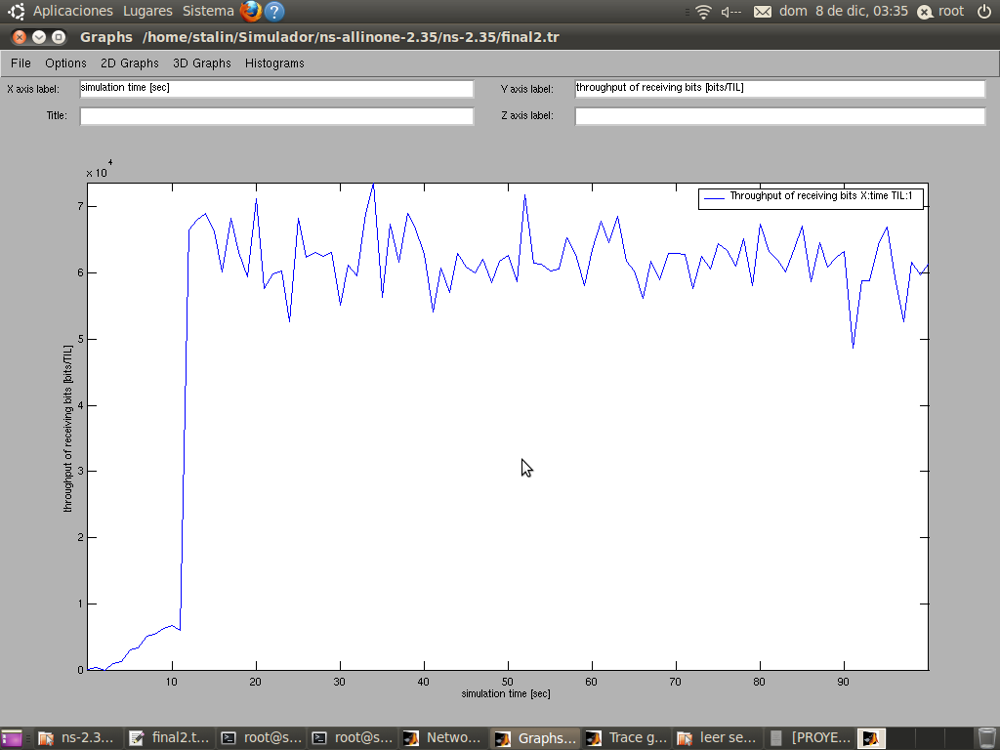 Aplicaciones Lugares Sistema ? dom 8 de dic, 03:35 root
Graphs /home/stalin/Simulador/ns-allinone-2.35/ns-2.35/final2.tr
File Options 2D Graphs 3D Graphs Histograms
X axis label: simulation time [sec] Y axis label: throughput of receiving bits [bits/TIL]
Title: Z axis label:
x 10 4
Throughput of receiving bits X:time TIL:1
7
6
5
4
3
2
1
0
throughput of receiving bits [bits/TIL]
10 20 30 40 50 60 70 80 90
simulation time [sec]
ns-2.3... final2.t... root@s... root@s... Netwo... Graphs... Trace g... leer se... [PROYE...